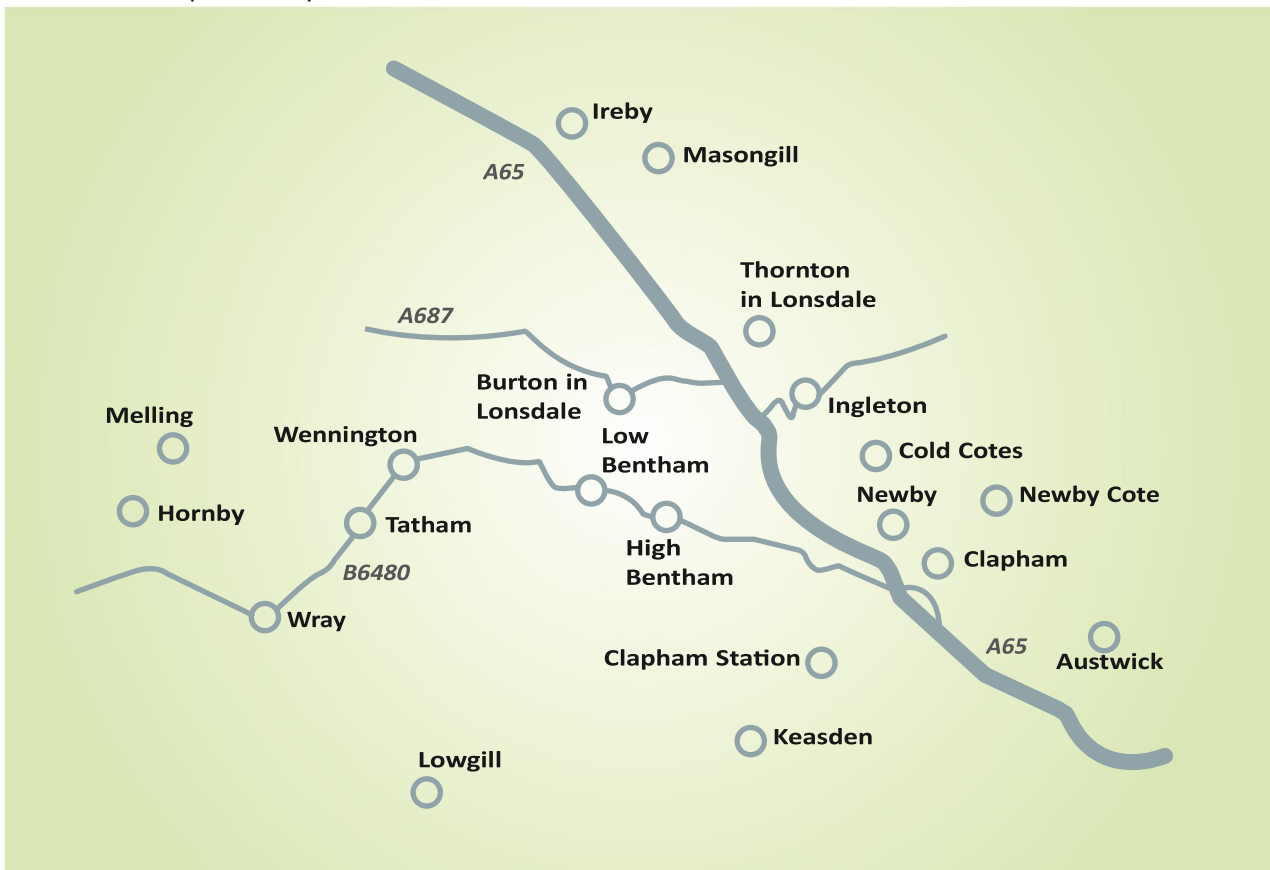 Ireby
Masongill
A65
Thornton
in Lonsdale
A687
Burton in
Lonsdale
Ingleton
Melling
Wennington
Low
Bentham
Cold Cotes
Newby
Newby Cote
Hornby
Tatham
High
Bentham
Clapham
B6480
Wray
A65
Clapham Station
Austwick
Keasden
Lowgill